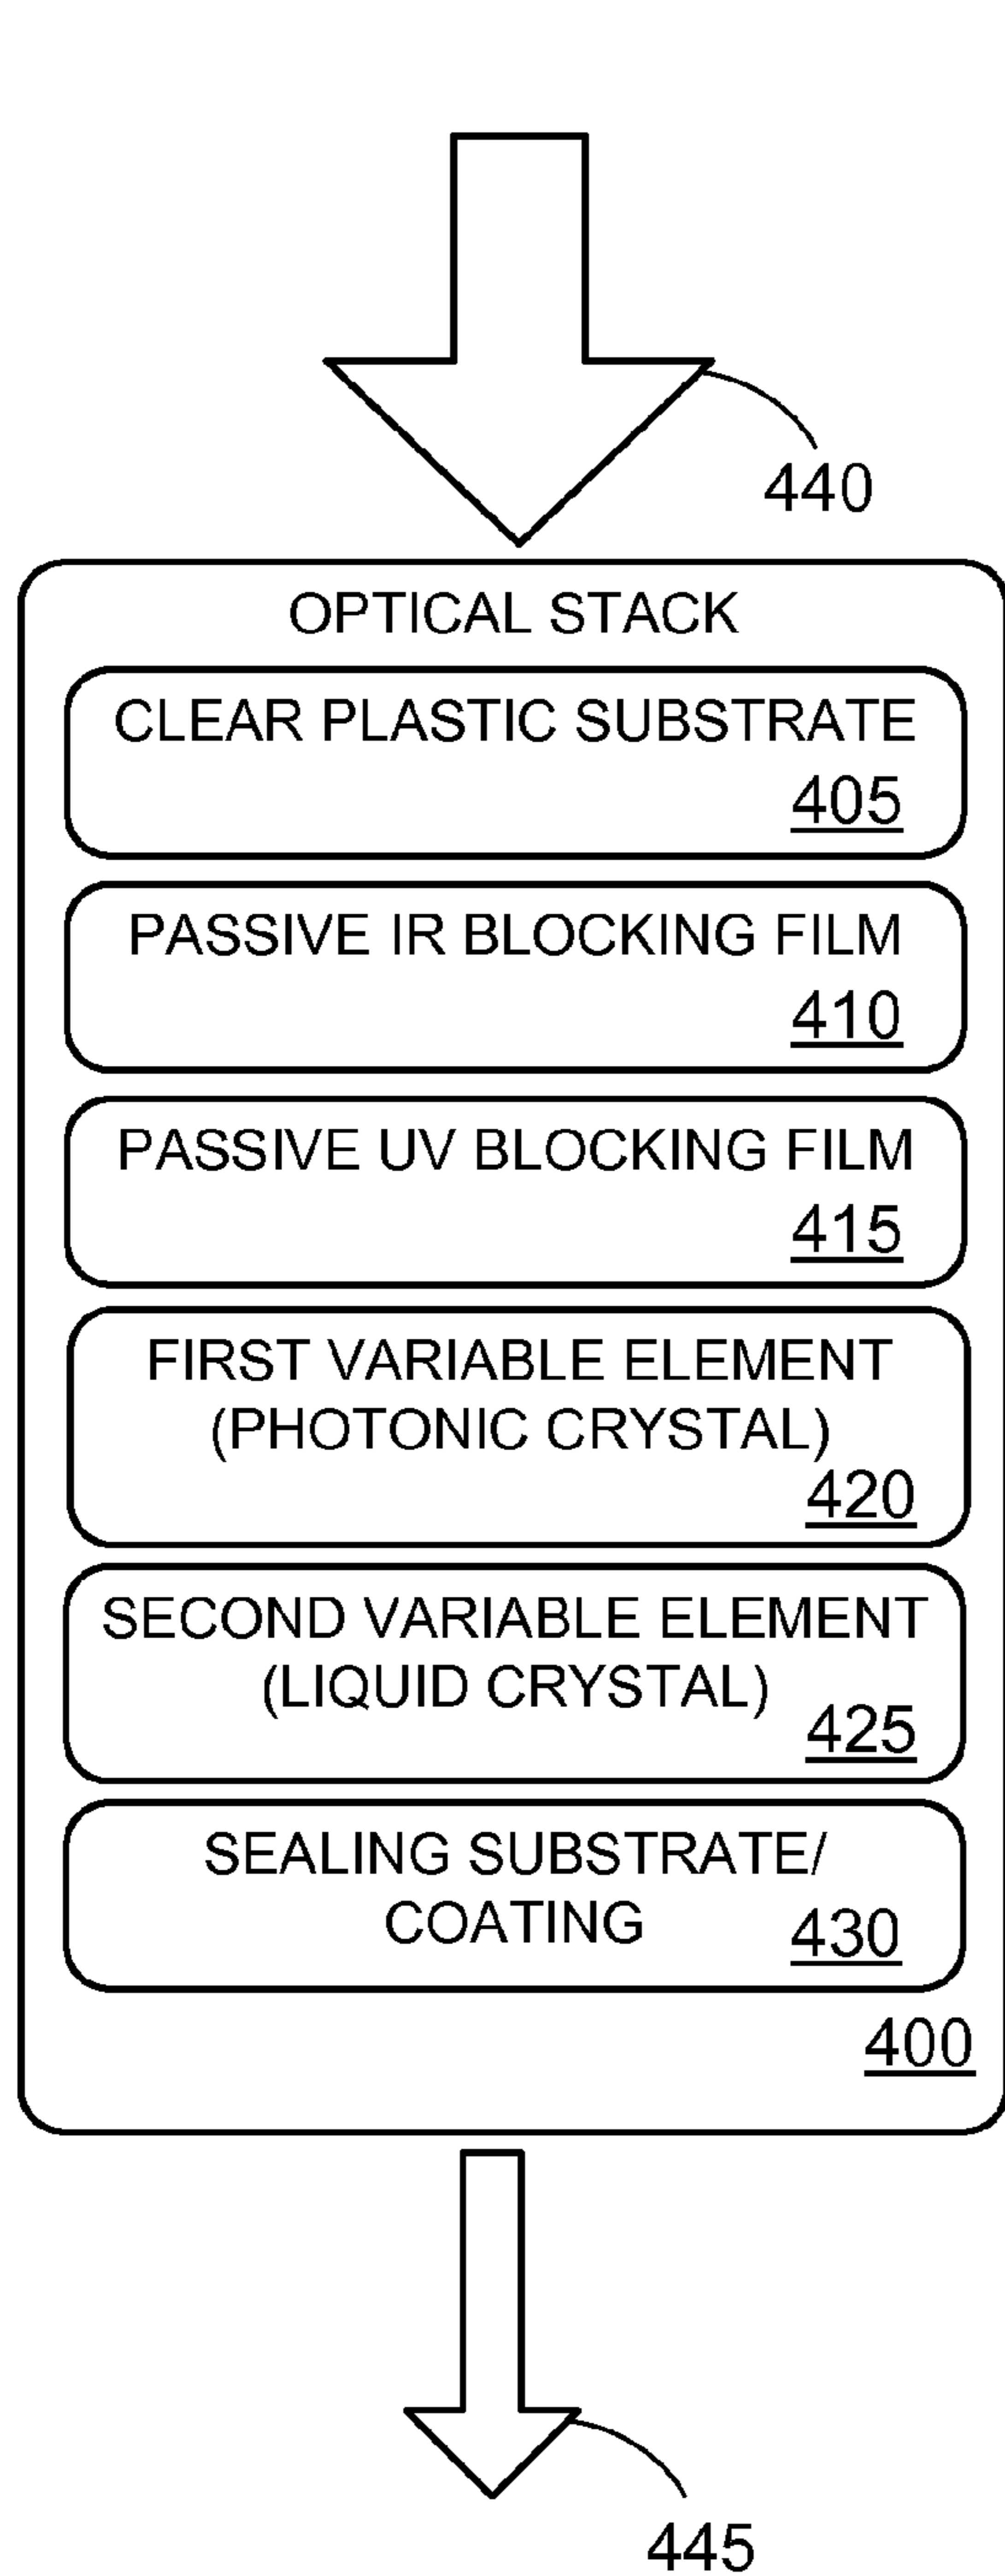 440
OPTICAL STACK
CLEAR PLASTIC SUBSTRATE
405
PASSIVE IR BLOCKING FILM
410
PASSIVE UV BLOCKING FILM
415
FIRST VARIABLE ELEMENT
(PHOTONIC CRYSTAL)
420
SECOND VARIABLE ELEMENT
(LIQUID CRYSTAL)
425
SEALING SUBSTRATE/
COATING
430
400
445